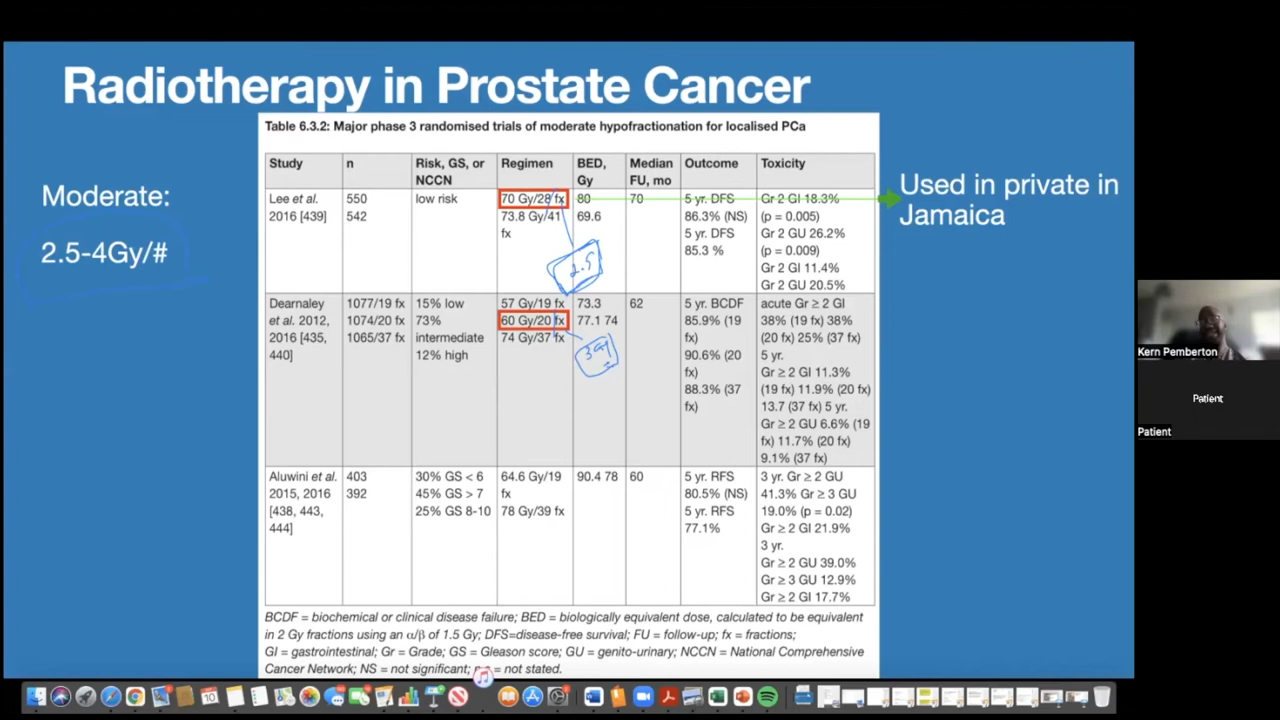 Radiotherapy in Prostate Cancer
Table 6.3.2: Major phase 3 randomised trials of moderate hypofractionation for localised PCa
Moderate:
2.5-4Gy/#
Study n Risk, GS, or NCCN Regimen BED, Gy Median FU, mo Outcome Toxicity
Lee et al. 550 low risk 70 Gy/28 fx 80 70 5 yr. DFS Gr 2 GI 18.3%
2016 [439] 542 73.8 Gy/41 69.6 86.3% (NS) (p = 0.005)
fx 5 yr. DFS Gr 2 GU 26.2%
85.3 % (p = 0.009)
Gr 2 GI 11.4%
Gr 2 GU 20.5%
2.5
Dearnaley 1077/19 fx 15% low 57 Gy/19 fx 73.3 62 5 yr. BCDF acute Gr ≥ 2 GI
et al. 2012, 1074/20 fx 73% 60 Gy/20 fx 77.1 74 85.9% (19 38% (19 fx) 38%
2016 [435, 1065/37 fx intermediate 74 Gy/37 fx fx) (20 fx) 25% (37 fx)
440] 12% high 90.6% (20 5 yr.
fx) Gr ≥ 2 GI 11.3%
88.3% (37 (19 fx) 11.9% (20 fx)
fx) 13.7 (37 fx) 5 yr.
Gr ≥ 2 GU 6.6% (19
fx) 11.7% (20 fx)
9.1% (37 fx)
3Gy
Aluwini et al. 403 30% GS < 6 64.6 Gy/19 90.4 78 60 5 yr. RFS 3 yr. Gr ≥ 2 GU
2015, 2016 392 45% GS > 7 fx 80.5% (NS) 41.3% Gr ≥ 3 GU
[438, 443, 25% GS 8-10 78 Gy/39 fx 5 yr. RFS 19.0% (p = 0.02)
444] 77.1% Gr ≥ 2 GI 21.9%
3 yr.
Gr ≥ 2 GU 39.0%
Gr ≥ 3 GU 12.9%
Gr ≥ 2 GI 17.7%
BCDF = biochemical or clinical disease failure; BED = biologically equivalent dose, calculated to be equivalent
in 2 Gy fractions using an α/β of 1.5 Gy; DFS=disease-free survival; FU = follow-up; fx = fractions;
GI = gastrointestinal; Gr = Grade; GS = Gleason score; GU = genito-urinary; NCCN = National Comprehensive
Cancer Network; NS = not significant; = not stated.
Used in private in
Jamaica
Kern Pemberton
Patient
Patient
10